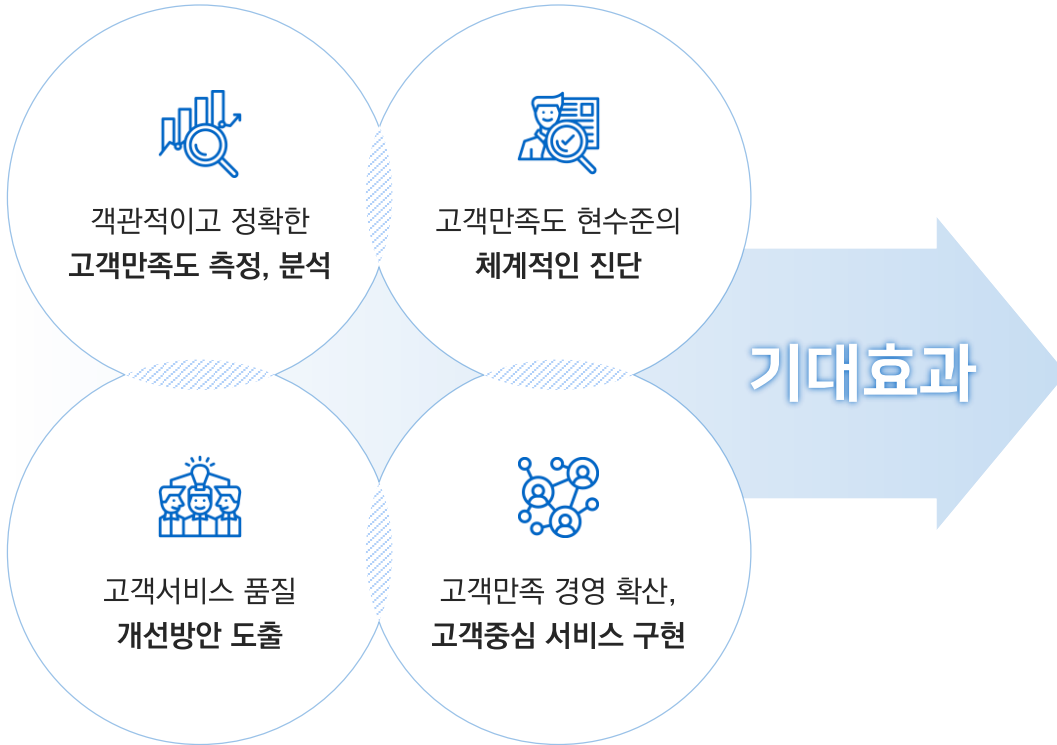 객관적이고 정확한
고객만족도 측정, 분석
고객만족도 현수준의
체계적인 진단
기대효과
고객서비스 품질
개선방안 도출
고객만족 경영 확산,
고객중심 서비스 구현